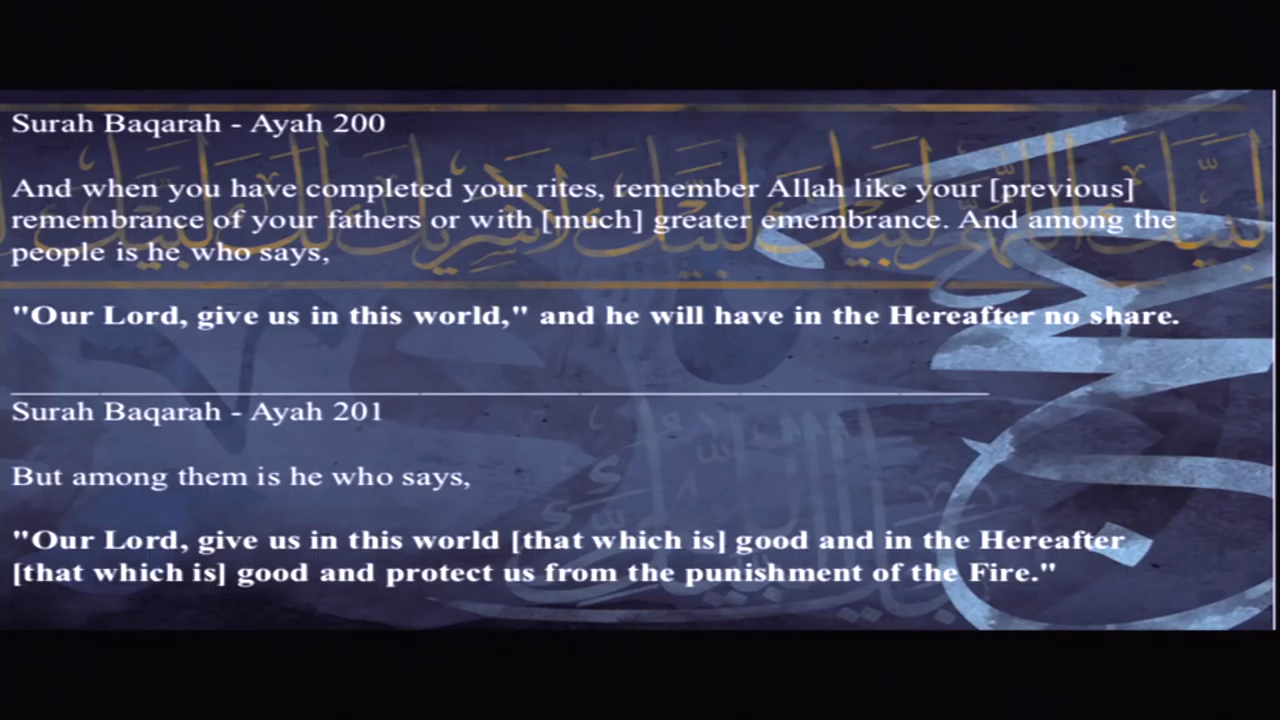 Surah Baqarah - Ayah 200
And when you have completed your rites, remember Allah like your [previous]
remembrance of your fathers or with [much] greater emembrance. And among the
people is he who says,
"Our Lord, give us in this world," and he will have in the Hereafter no share.
Surah Baqarah - Ayah 201
But among them is he who says,
"Our Lord, give us in this world [that which is] good and in the Hereafter
[that which is] good and protect us from the punishment of the Fire."